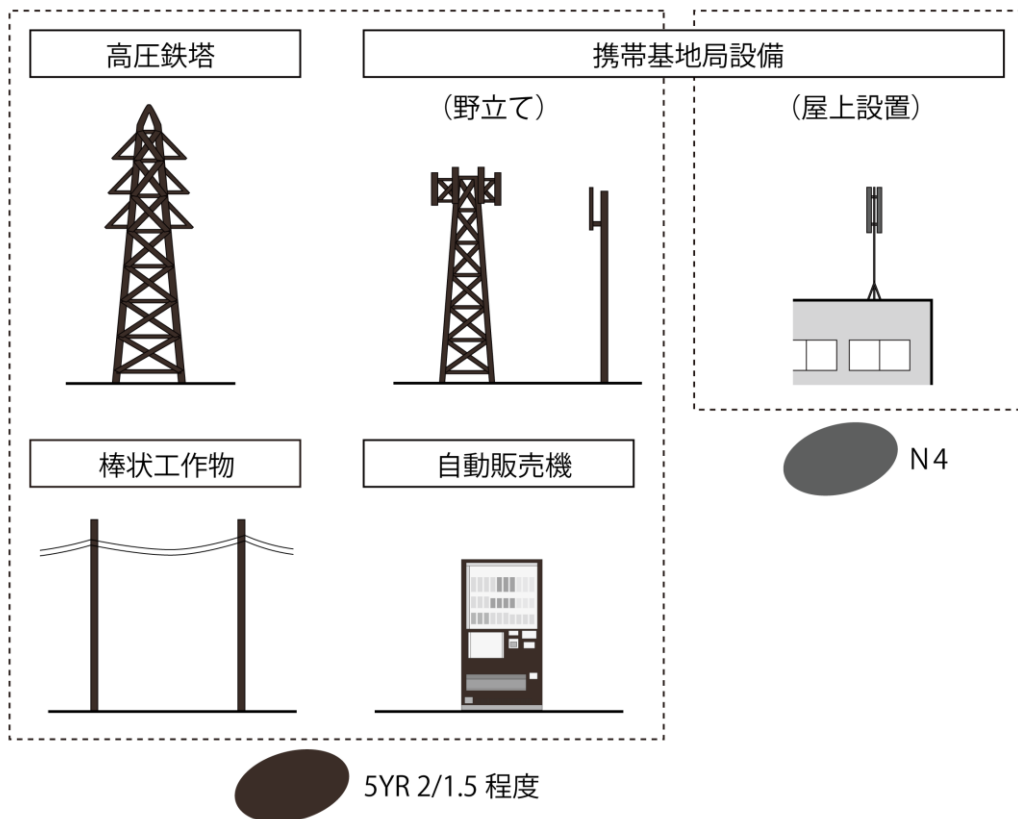 高圧鉄塔
携帯基地局設備
（野立て）
（屋上設置）
N4
棒状工作物
自動販売機
5YR 2/1.5 程度